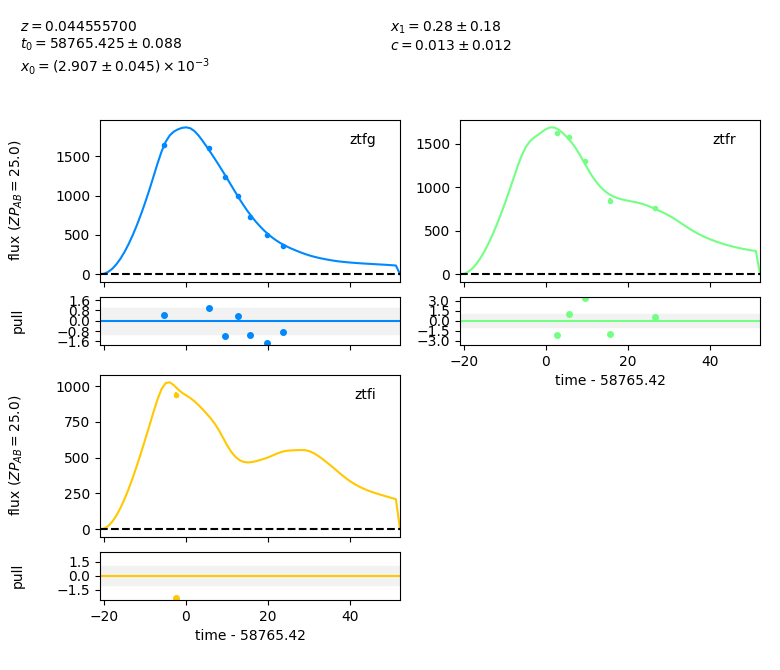 z = 0.044555700
t₀ = 58765.425 ± 0.088
x₀ = (2.907 ± 0.045) × 10⁻³
x₁ = 0.28 ± 0.18
c = 0.013 ± 0.012
flux (ZP_AB = 25.0)
1500
1000
500
0
ztfg
1500
1000
500
0
ztfr
pull
1.6
0.8
0.0
−0.8
−1.6
3.0
1.5
0.0
−1.5
−3.0
−20 0 20 40
time - 58765.42
flux (ZP_AB = 25.0)
1000
750
500
250
0
ztfi
pull
1.5
0.0
−1.5
−20 0 20 40
time - 58765.42